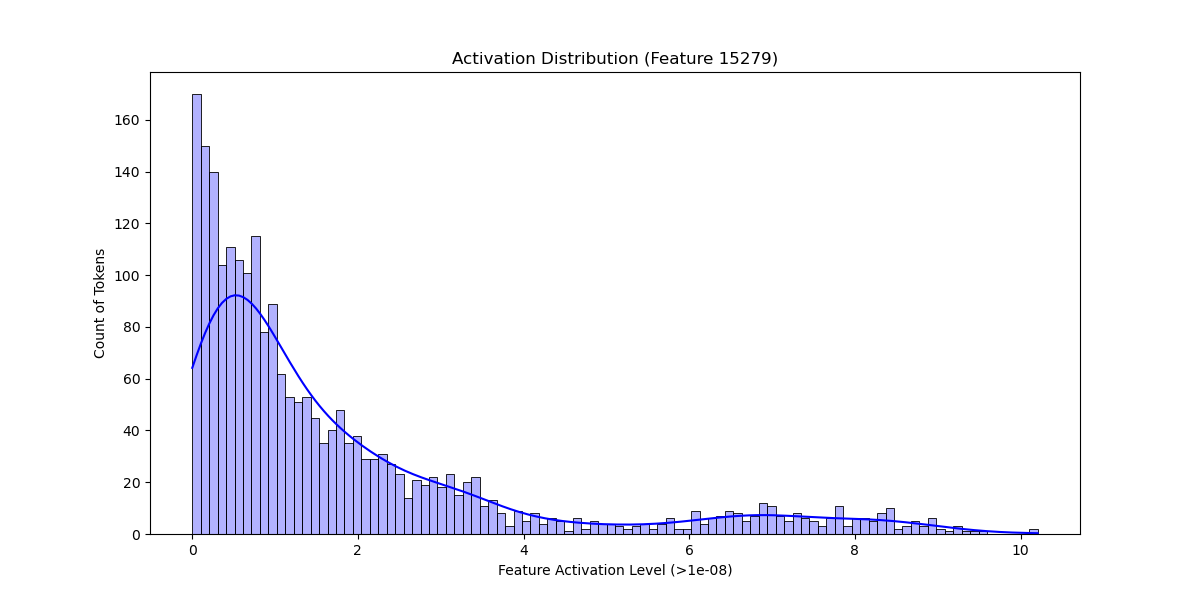 Activation Distribution (Feature 15279)
160
140
120
100
80
60
40
20
0
Count of Tokens
0 2 4 6 8 10
Feature Activation Level (>1e-08)